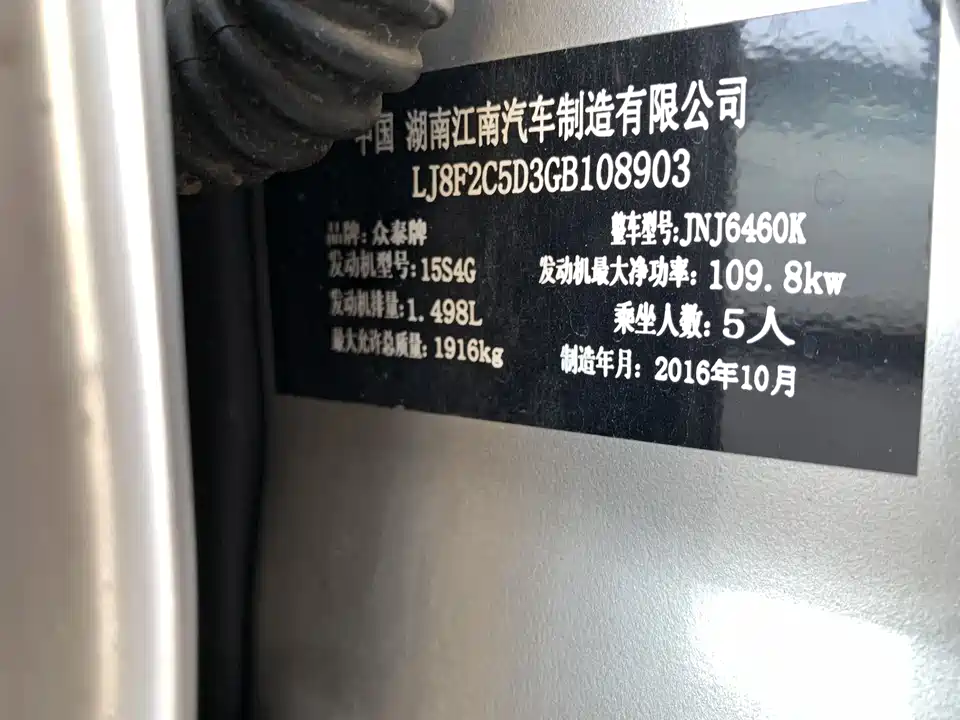 中国 湖南江南汽车制造有限公司
LJ8F2C5D3GB108903
品牌: 众泰牌 整车型号:JNJ6460K
发动机型号: 15S4G 发动机最大净功率: 109.8kw
发动机排量: 1.498L 乘坐人数: 5人
最大允许总质量: 1916kg 制造年月: 2016年10月